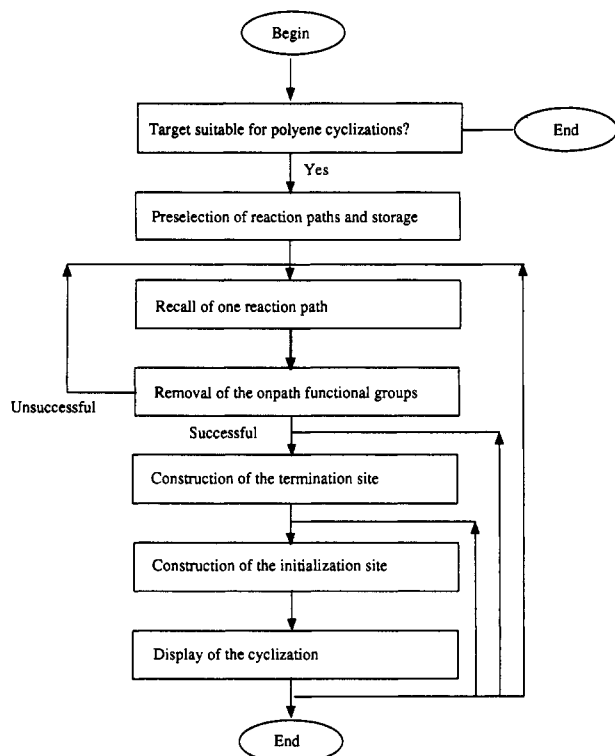 Begin
Target suitable for polyene cyclizations?
End
Yes
Preselection of reaction paths and storage
Recall of one reaction path
Removal of the onpath functional groups
Unsuccessful
Successful
Construction of the termination site
Construction of the initialization site
Display of the cyclization
End